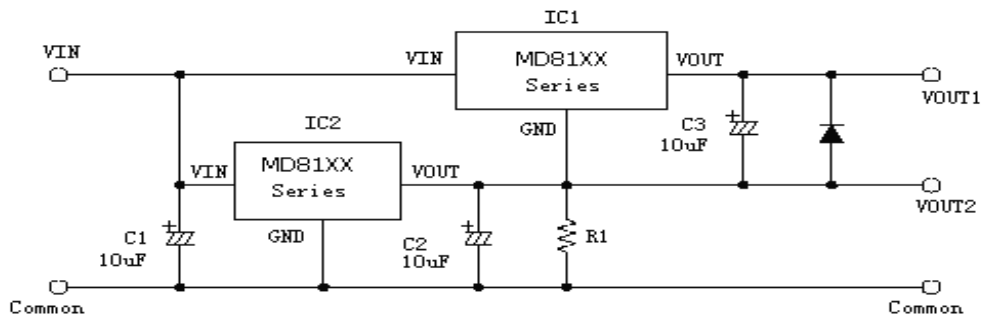 IC1
VIN
VIN
MD81XX
Series
VOUT
VOUT1
GND
C3
10uF
+
IC2
VIN
MD81XX
Series
VOUT
VOUT2
GND
C1
10uF
+
C2
10uF
+
R1
Common
Common